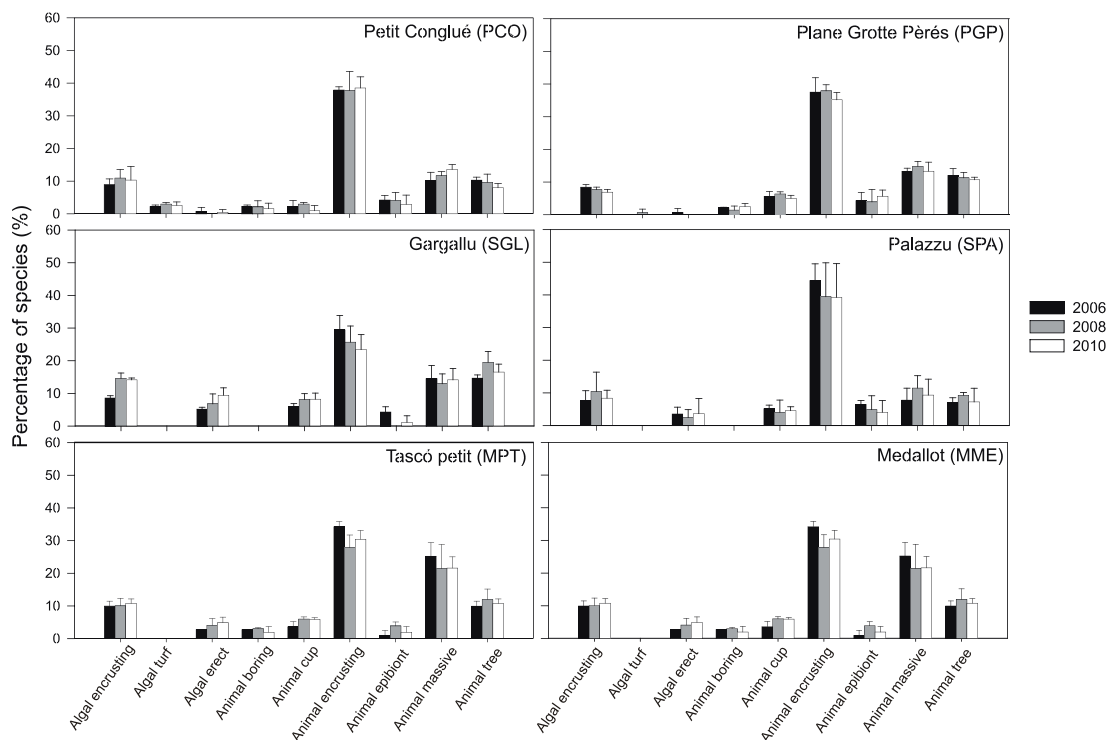 Percentage of species (%)
60
50
40
30
20
10
0
Petit Conglué (PCO)
Plane Grotte Pèrés (PGP)
60
50
40
30
20
10
0
Gargallu (SGL)
Palazzu (SPA)
2006
2008
2010
60
50
40
30
20
10
0
Tascó petit (MPT)
Medallot (MME)
Algal encrusting
Algal turf
Algal erect
Animal boring
Animal cup
Animal encrusting
Animal epibiont
Animal massive
Animal tree
Algal encrusting
Algal turf
Algal erect
Animal boring
Animal cup
Animal encrusting
Animal epibiont
Animal massive
Animal tree